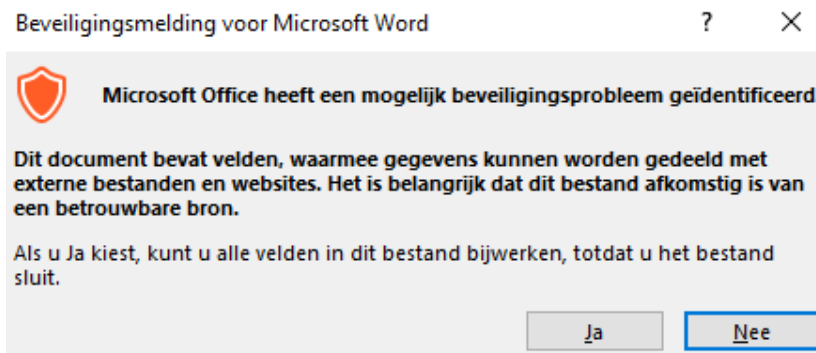 Beveiligingsmelding voor Microsoft Word ?
Microsoft Office heeft een mogelijk beveiligingsprobleem geïdentificeerd
Dit document bevat velden, waarmee gegevens kunnen worden gedeeld met
externe bestanden en websites. Het is belangrijk dat dit bestand afkomstig is van
een betrouwbare bron.
Als u Ja kiest, kunt u alle velden in dit bestand bijwerken, totdat u het bestand
sluit.
Ja Nee